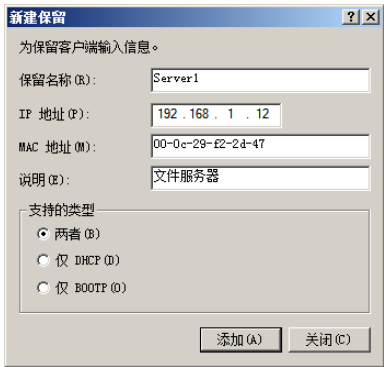 新建保留
为保留客户端输入信息。
保留名称(R): Server1
IP 地址(P): 192 .168 . 1 . 12
MAC 地址(M): 00-0c-29-f2-2d-47
说明(E): 文件服务器
支持的类型
两者(B)
仅 DHCP(D)
仅 BOOTP(O)
添加(A) 关闭(C)